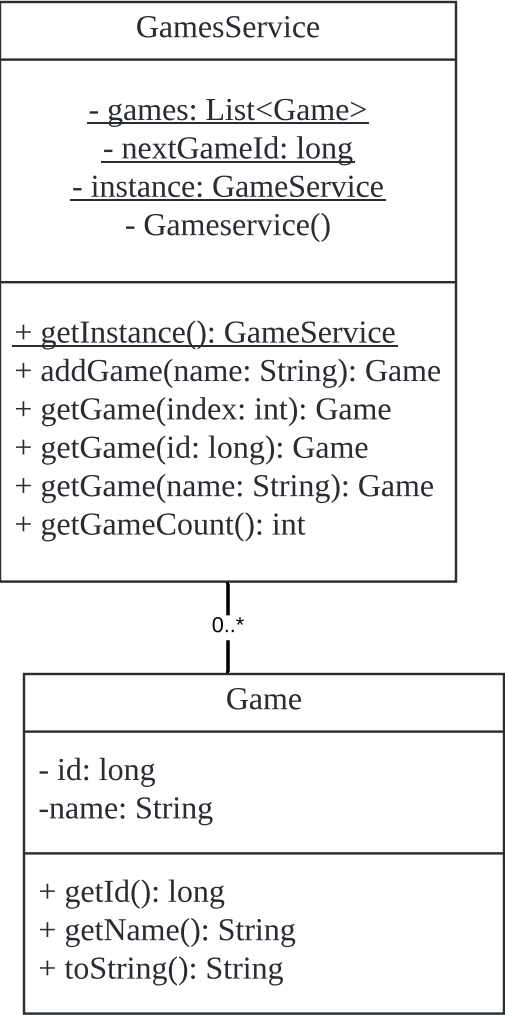 GamesService
- games: List<Game>
- nextGameId: long
- instance: GameService
- Gameservice()
+ getInstance(): GameService
+ addGame(name: String): Game
+ getGame(index: int): Game
+ getGame(id: long): Game
+ getGame(name: String): Game
+ getGameCount(): int
0..*
Game
- id: long
-name: String
+ getId(): long
+ getName(): String
+ toString(): String